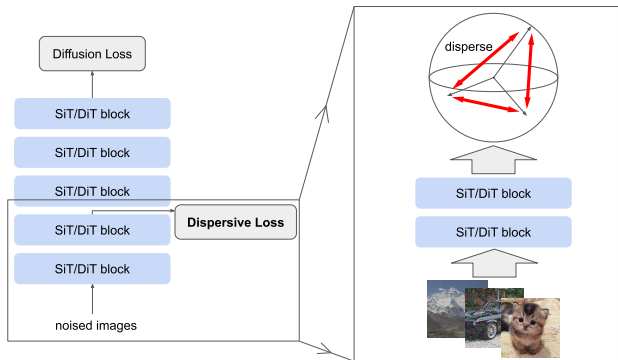 Diffusion Loss
SiT/DiT block
SiT/DiT block
SiT/DiT block
SiT/DiT block
Dispersive Loss
SiT/DiT block
noised images
disperse
SiT/DiT block
SiT/DiT block